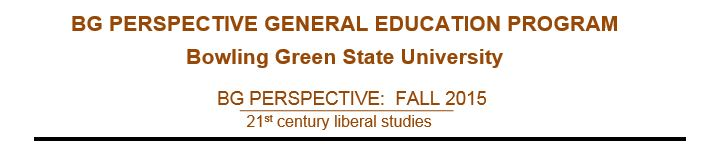 BG PERSPECTIVE GENERAL EDUCATION PROGRAM
Bowling Green State University
BG PERSPECTIVE: FALL 2015
21st century liberal studies